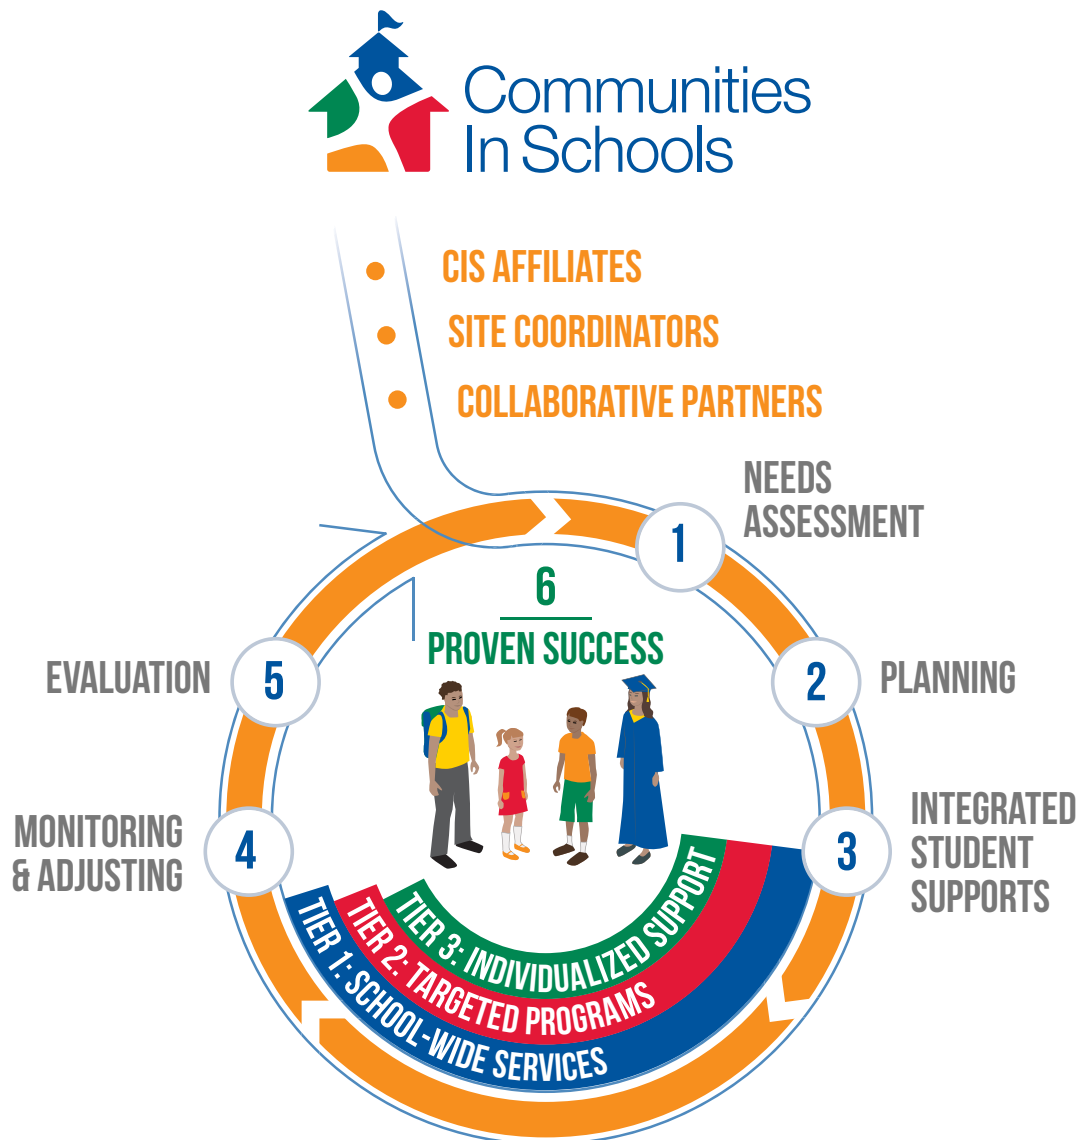 Communities
In Schools
CIS AFFILIATES
SITE COORDINATORS
COLLABORATIVE PARTNERS
1
NEEDS
ASSESSMENT
2
PLANNING
3
INTEGRATED
STUDENT
SUPPORTS
4
MONITORING
& ADJUSTING
5
EVALUATION
6
PROVEN SUCCESS
TIER 3: INDIVIDUALIZED SUPPORT
TIER 2: TARGETED PROGRAMS
TIER 1: SCHOOL-WIDE SERVICES